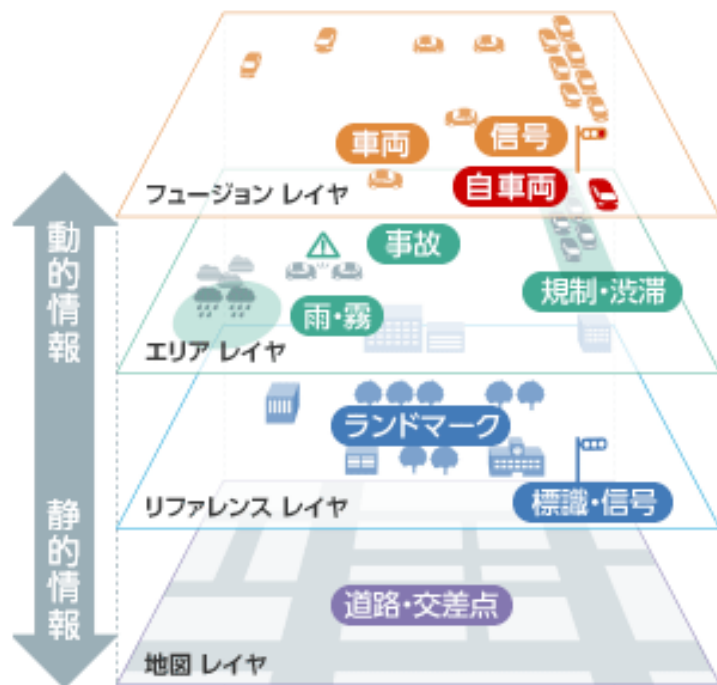 車両
信号
自車両
フュージョン レイヤ
動的情報
事故
規制・渋滞
雨・霧
エリア レイヤ
ランドマーク
標識・信号
リファレンス レイヤ
静的情報
道路・交差点
地図 レイヤ